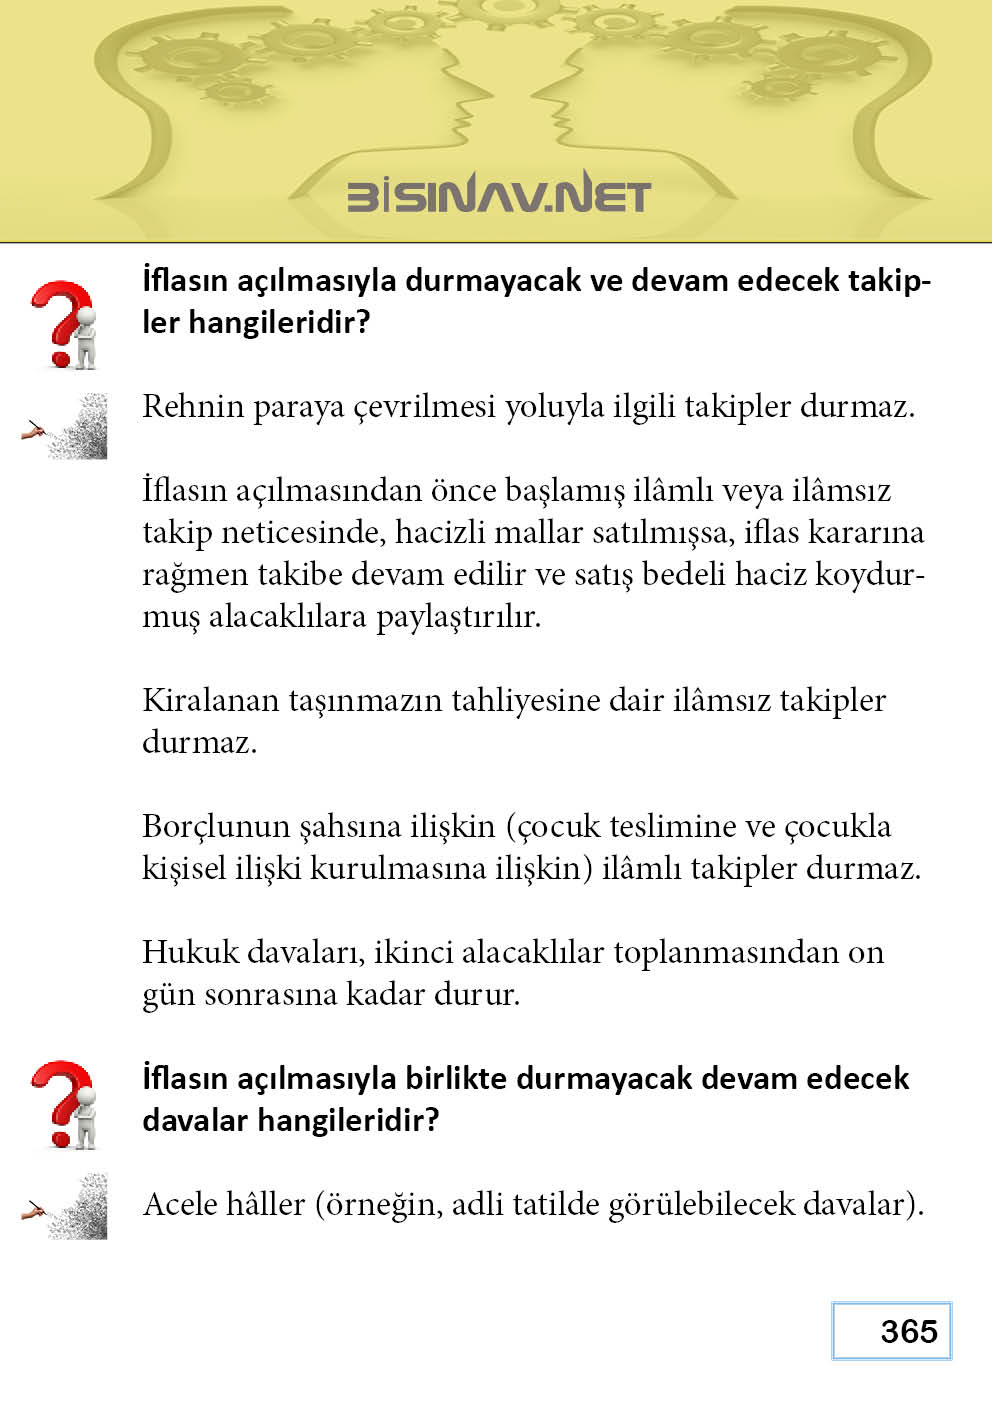 BİSINAV.NET
İflasın açılmasıyla durmayacak ve devam edecek takip-
ler hangileridir?
Rehnin paraya çevrilmesi yoluyla ilgili takipler durmaz.
İflasın açılmasından önce başlamış ilâmlı veya ilâmsız
takip neticesinde, hacizli mallar satılmışsa, iflas kararına
rağmen takibe devam edilir ve satış bedeli haciz koydur-
muş alacaklılara paylaştırılır.
Kiralanan taşınmazın tahliyesine dair ilâmsız takipler
durmaz.
Borçlunun şahsına ilişkin (çocuk teslimine ve çocukla
kişisel ilişki kurulmasına ilişkin) ilâmlı takipler durmaz.
Hukuk davaları, ikinci alacaklılar toplanmasından on
gün sonrasına kadar durur.
İflasın açılmasıyla birlikte durmayacak devam edecek
davalar hangileridir?
Acele hâller (örneğin, adli tatilde görülebilecek davalar).
365